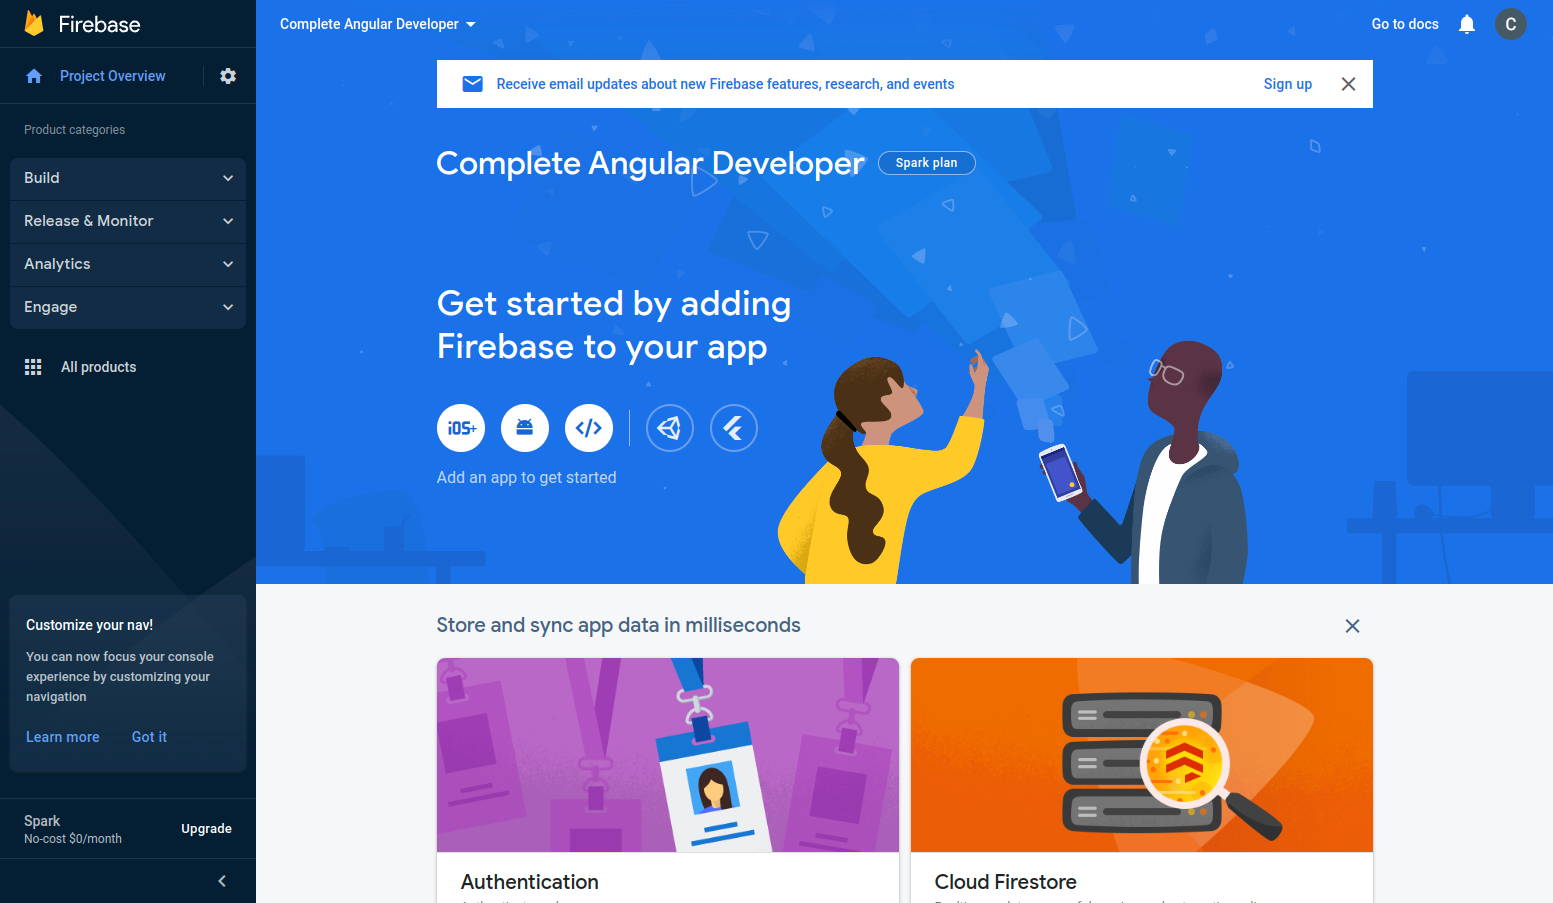 Firebase
Complete Angular Developer
Go to docs
C
Project Overview
Receive email updates about new Firebase features, research, and events
Sign up
Product categories
Build
Release & Monitor
Analytics
Engage
All products
Complete Angular Developer
Spark plan
Get started by adding
Firebase to your app
iOS+
Add an app to get started
Customize your nav!
You can now focus your console
experience by customizing your
navigation
Learn more
Got it
Spark
No-cost $0/month
Upgrade
Store and sync app data in milliseconds
Authentication
Cloud Firestore